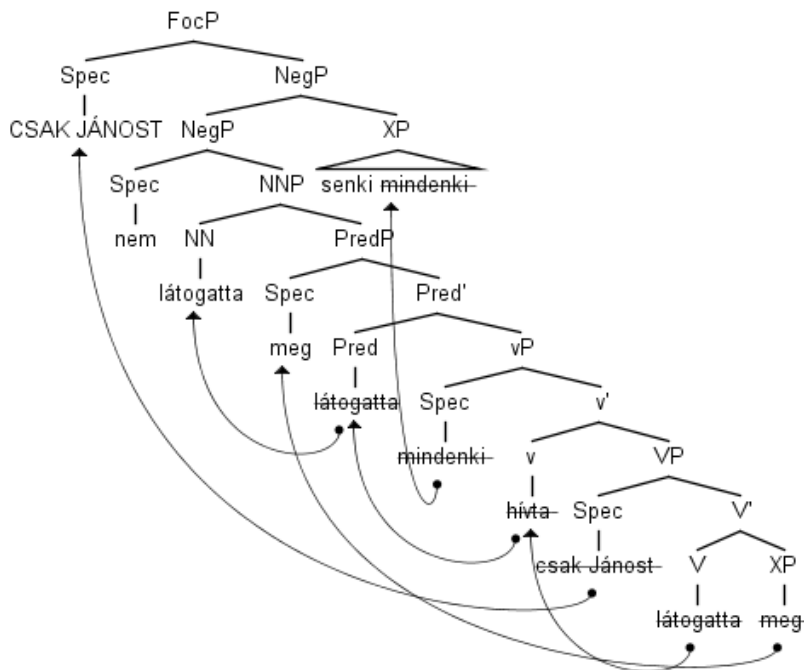 FocP
Spec NegP
CSAK JÁNOST NegP XP
Spec NNP senki mindenki
nem NN PredP
látogatta Spec Pred'
meg Pred vP
látogatta Spec v'
mindenki v VP
hívta Spec V'
csak János̶t V XP
látogatta meg